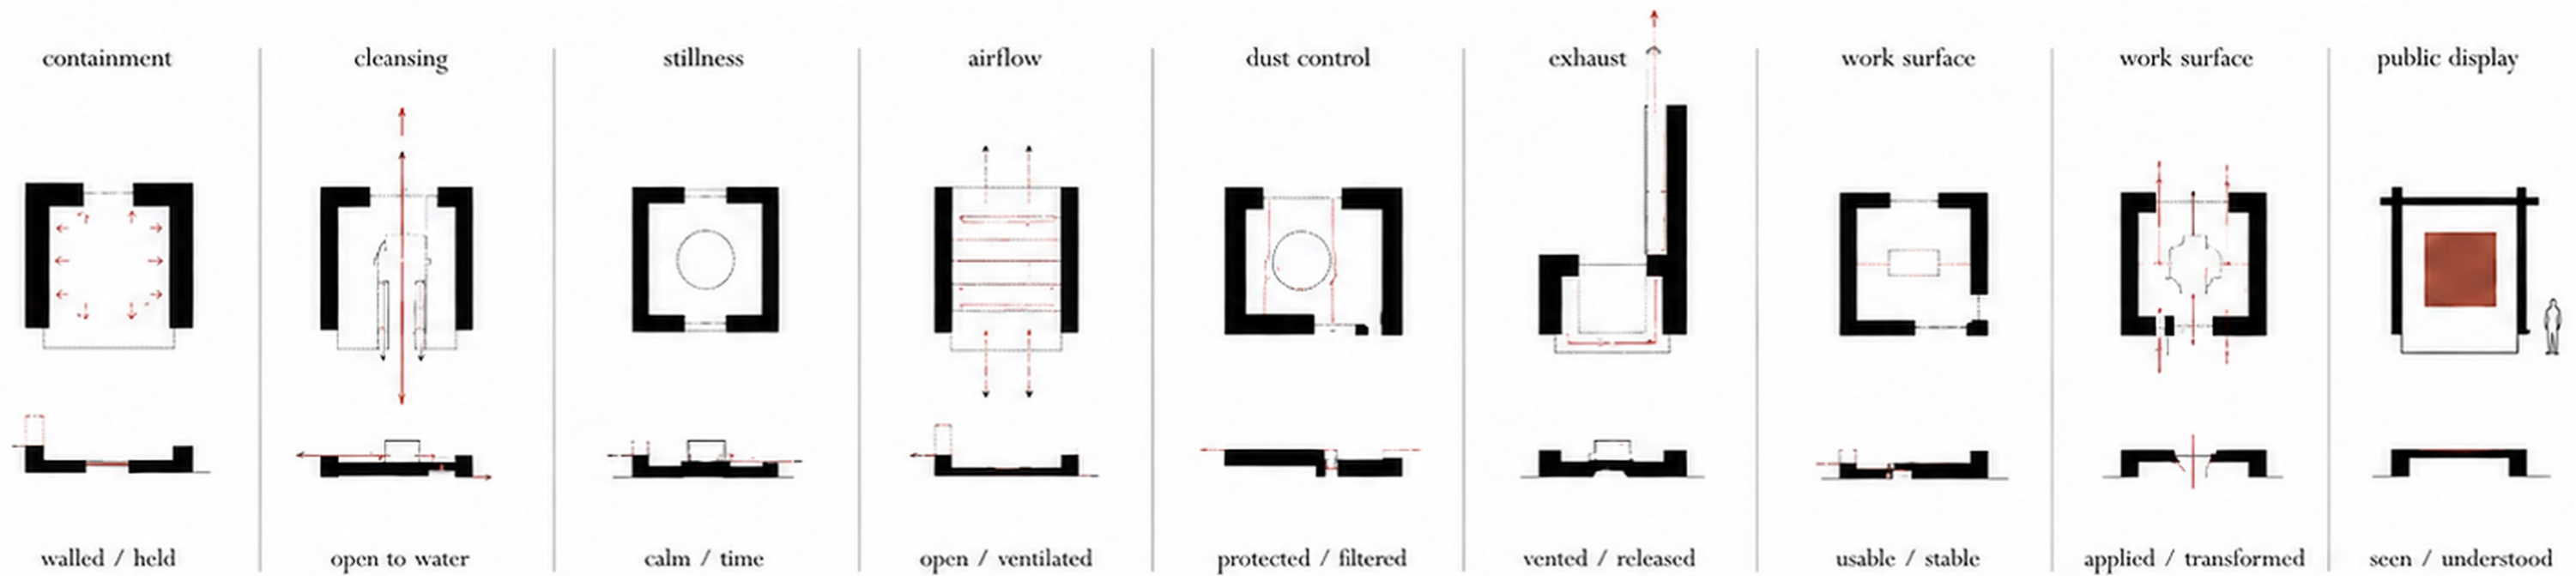 containment
cleansing
stillness
airflow
dust control
exhaust
work surface
work surface
public display
walled / held
open to water
calm / time
open / ventilated
protected / filtered
vented / released
usable / stable
applied / transformed
seen / understood